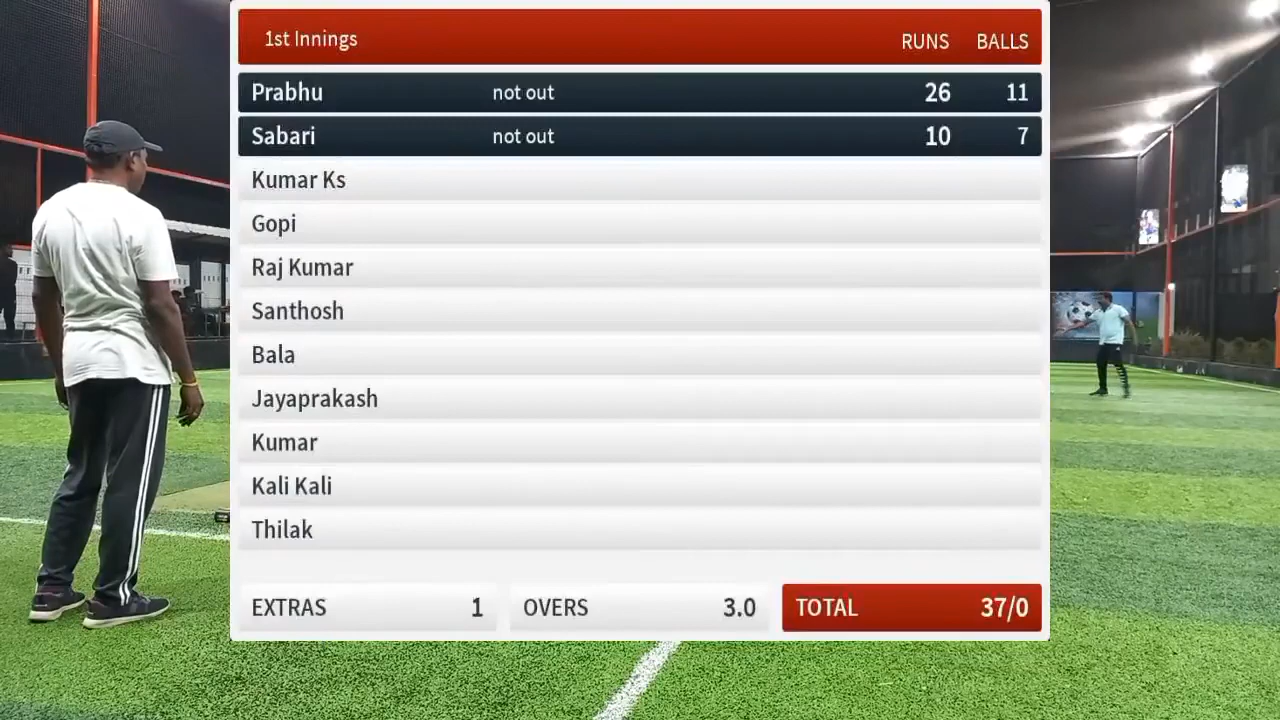 1st Innings RUNS BALLS
Prabhu not out 26 11
Sabari not out 10 7
Kumar Ks
Gopi
Raj Kumar
Santhosh
Bala
Jayaprakash
Kumar
Kali Kali
Thilak
EXTRAS 1 OVERS 3.0 TOTAL 37/0